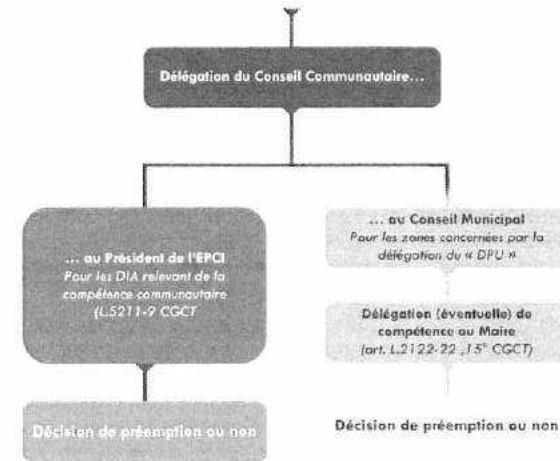 Délégation du Conseil Communautaire...
... au Président de l'EPCI
Pour les DIA relevant de la
compétence communautaire
(L.5211-9 CGCT
Décision de préemption ou non
... au Conseil Municipal
Pour les zones concernées par la
délégation du « DPU »
Délégation (éventuelle) de
compétence au Maire
(art. L.2122-22 ,15° CGCT)
Décision de préemption ou non